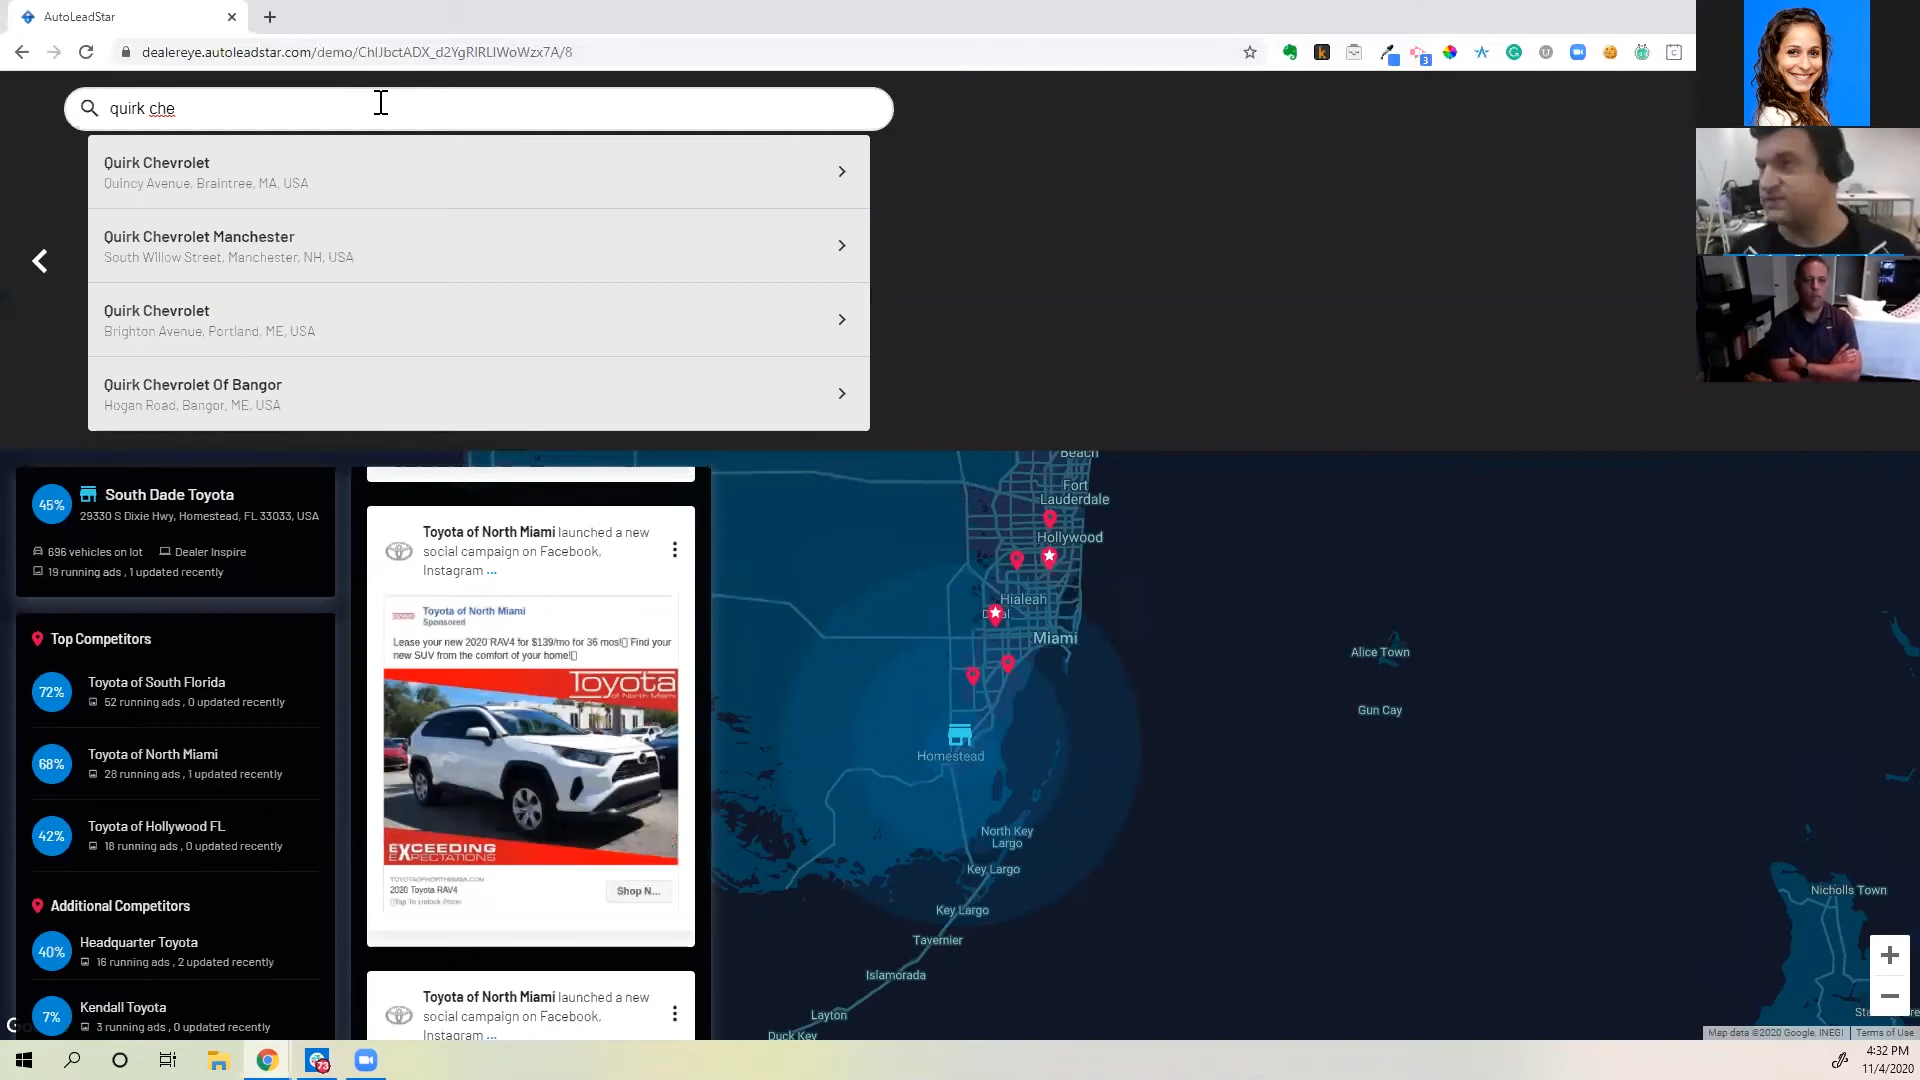 AutoLeadStar
dealereye.autoleadstar.com/demo/ChIJbctADX_d2YgRIRLIWoWzx7A/8
3
quirk che
Quirk Chevrolet
Quincy Avenue, Braintree, MA, USA
Quirk Chevrolet Manchester
South Willow Street, Manchester, NH, USA
Quirk Chevrolet
Brighton Avenue, Portland, ME, USA
Quirk Chevrolet Of Bangor
Hogan Road, Bangor, ME, USA
45%
South Dade Toyota
29330 S Dixie Hwy, Homestead, FL 33033, USA
696 vehicles on lot
Dealer Inspire
19 running ads , 1 updated recently
Top Competitors
72%
Toyota of South Florida
52 running ads , 0 updated recently
68%
Toyota of North Miami
28 running ads , 1 updated recently
42%
Toyota of Hollywood FL
18 running ads , 0 updated recently
Additional Competitors
40%
Headquarter Toyota
16 running ads , 2 updated recently
7%
Kendall Toyota
3 running ads , 0 updated recently
Toyota of North Miami launched a new
social campaign on Facebook,
Instagram ...
Toyota of North Miami
Sponsored
Lease your new 2020 RAV4 for $139/mo for 36 mos! Find your
new SUV from the comfort of your home!
Toyota
of North Miami
EXCEEDING
EXPECTATIONS
TOYOTAOFNORTHMIAMI.COM
2020 Toyota RAV4
Tap To Unlock Price!
Shop N...
Toyota of North Miami launched a new
social campaign on Facebook,
Instagram ...
Beach
Fort
Lauderdale
Hollywood
Hialeah
Miami
Homestead
North Key
Largo
Key Largo
Key Largo
Tavernier
Islamorada
Layton
Duck Key
Alice Town
Gun Cay
Nicholls Town
Map data ©2020 Google, INEGI
Terms of Use
73
4:32 PM
11/4/2020